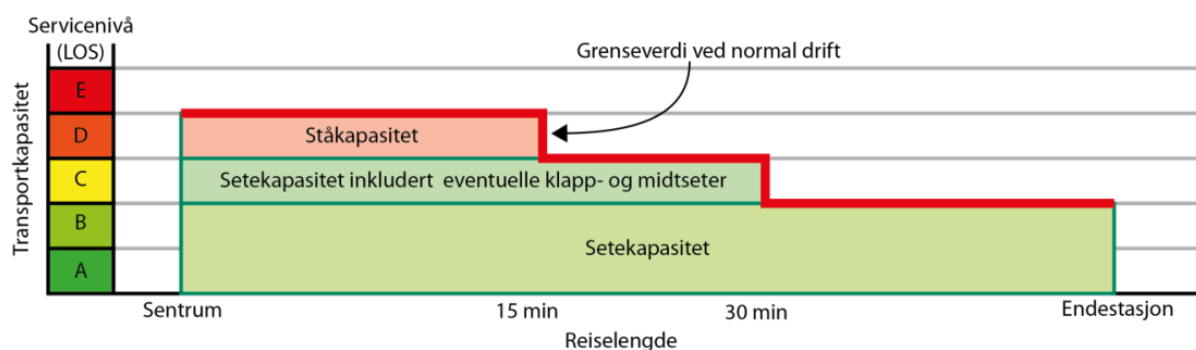 Servicenivå
(LOS)
Grenseverdi ved normal drift
Transportkapasitet
E
D
Ståkapasitet
C
Setekapasitet inkludert eventuelle klapp- og midtseter
B
Setekapasitet
A
Sentrum
15 min
30 min
Endestasjon
Reiselengde